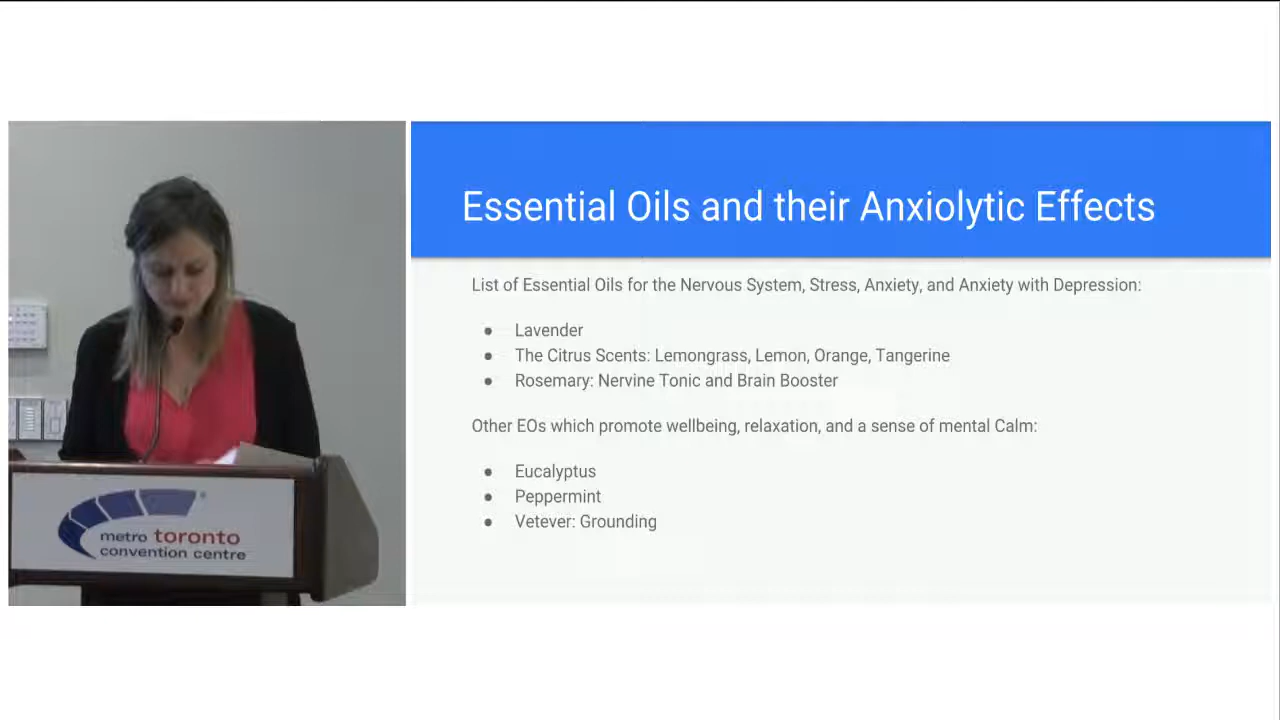 Essential Oils and their Anxiolytic Effects
List of Essential Oils for the Nervous System, Stress, Anxiety, and Anxiety with Depression:
● Lavender
● The Citrus Scents: Lemongrass, Lemon, Orange, Tangerine
● Rosemary: Nervine Tonic and Brain Booster
Other EOs which promote wellbeing, relaxation, and a sense of mental Calm:
● Eucalyptus
● Peppermint
● Vetever: Grounding
metro toronto
convention centre